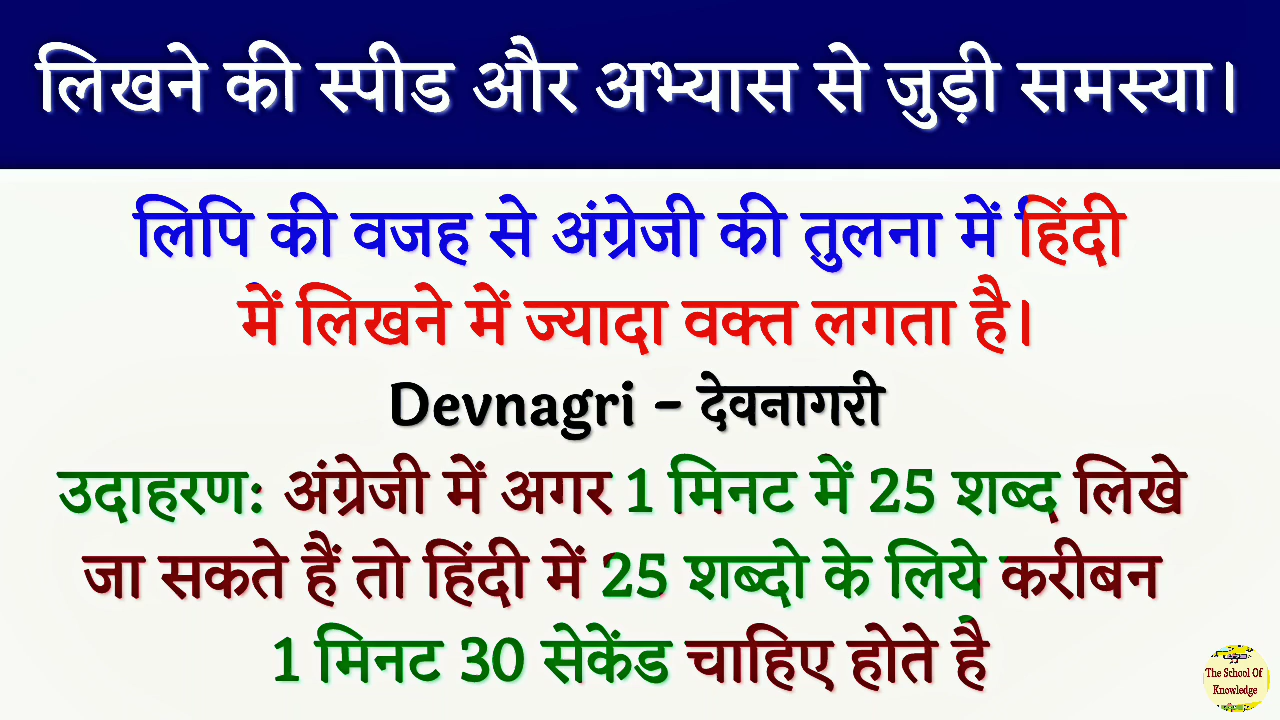 लिखने की स्पीड और अभ्यास से जुड़ी समस्या।
लिपि की वजह से अंग्रेजी की तुलना में हिंदी
में लिखने में ज्यादा वक्त लगता है।
Devnagri - देवनागरी
उदाहरण: अंग्रेजी में अगर 1 मिनट में 25 शब्द लिखे
जा सकते हैं तो हिंदी में 25 शब्दो के लिये करीबन
1 मिनट 30 सेकेंड चाहिए होते है
The School Of
Knowledge